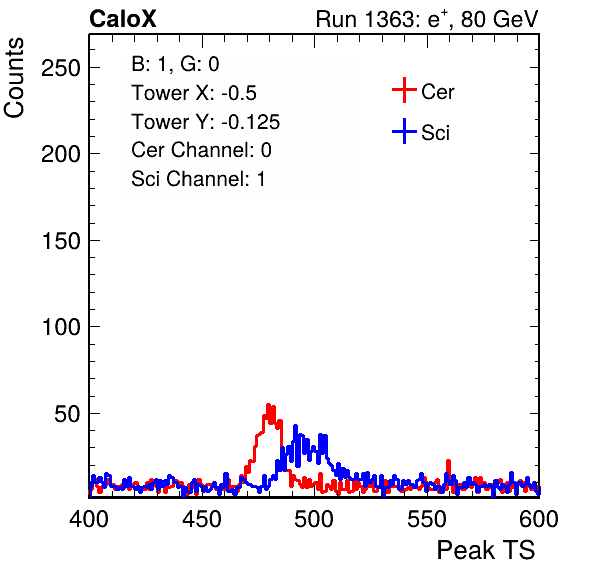 CaloX Run 1363: e⁺, 80 GeV
Counts
250
200
150
100
50
B: 1, G: 0
Tower X: -0.5
Tower Y: -0.125
Cer Channel: 0
Sci Channel: 1
Cer
Sci
400 450 500 550 600
Peak TS